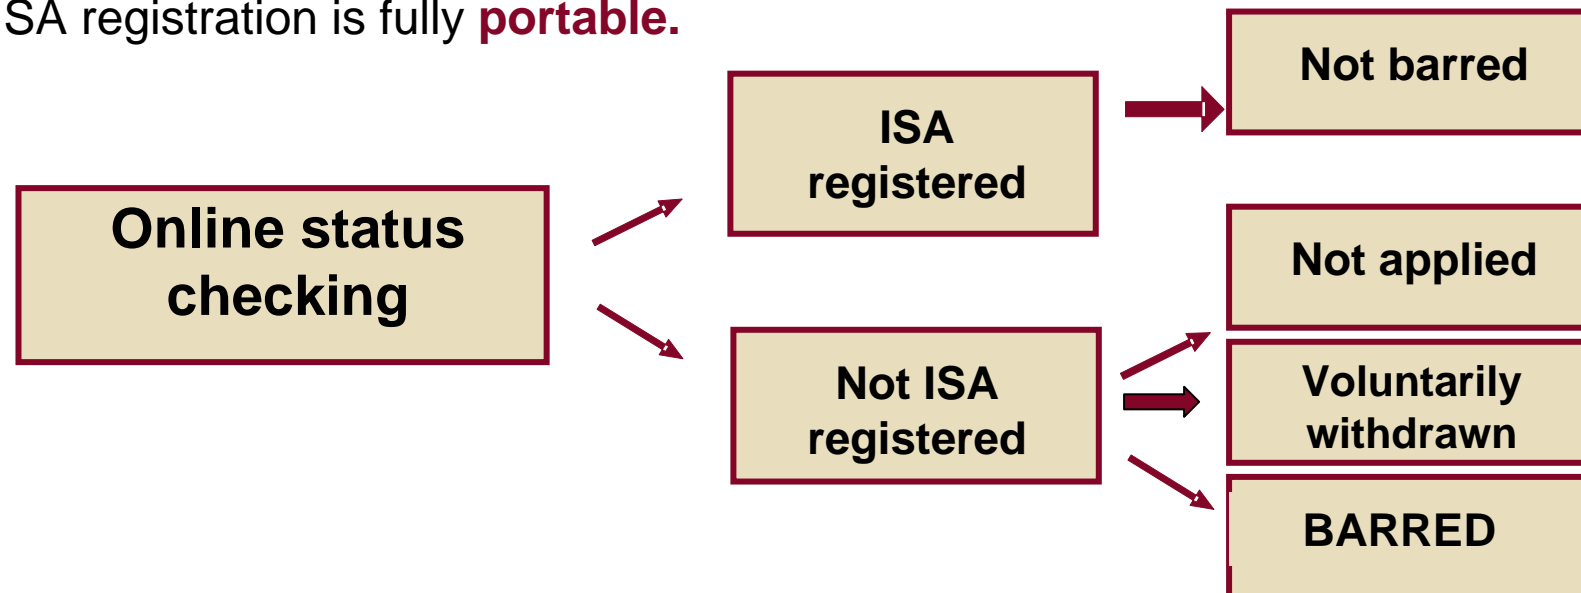 SA registration is fully portable.
Not barred
ISA
registered
Online status
checking
Not applied
Not ISA
registered
Voluntarily
withdrawn
BARRED